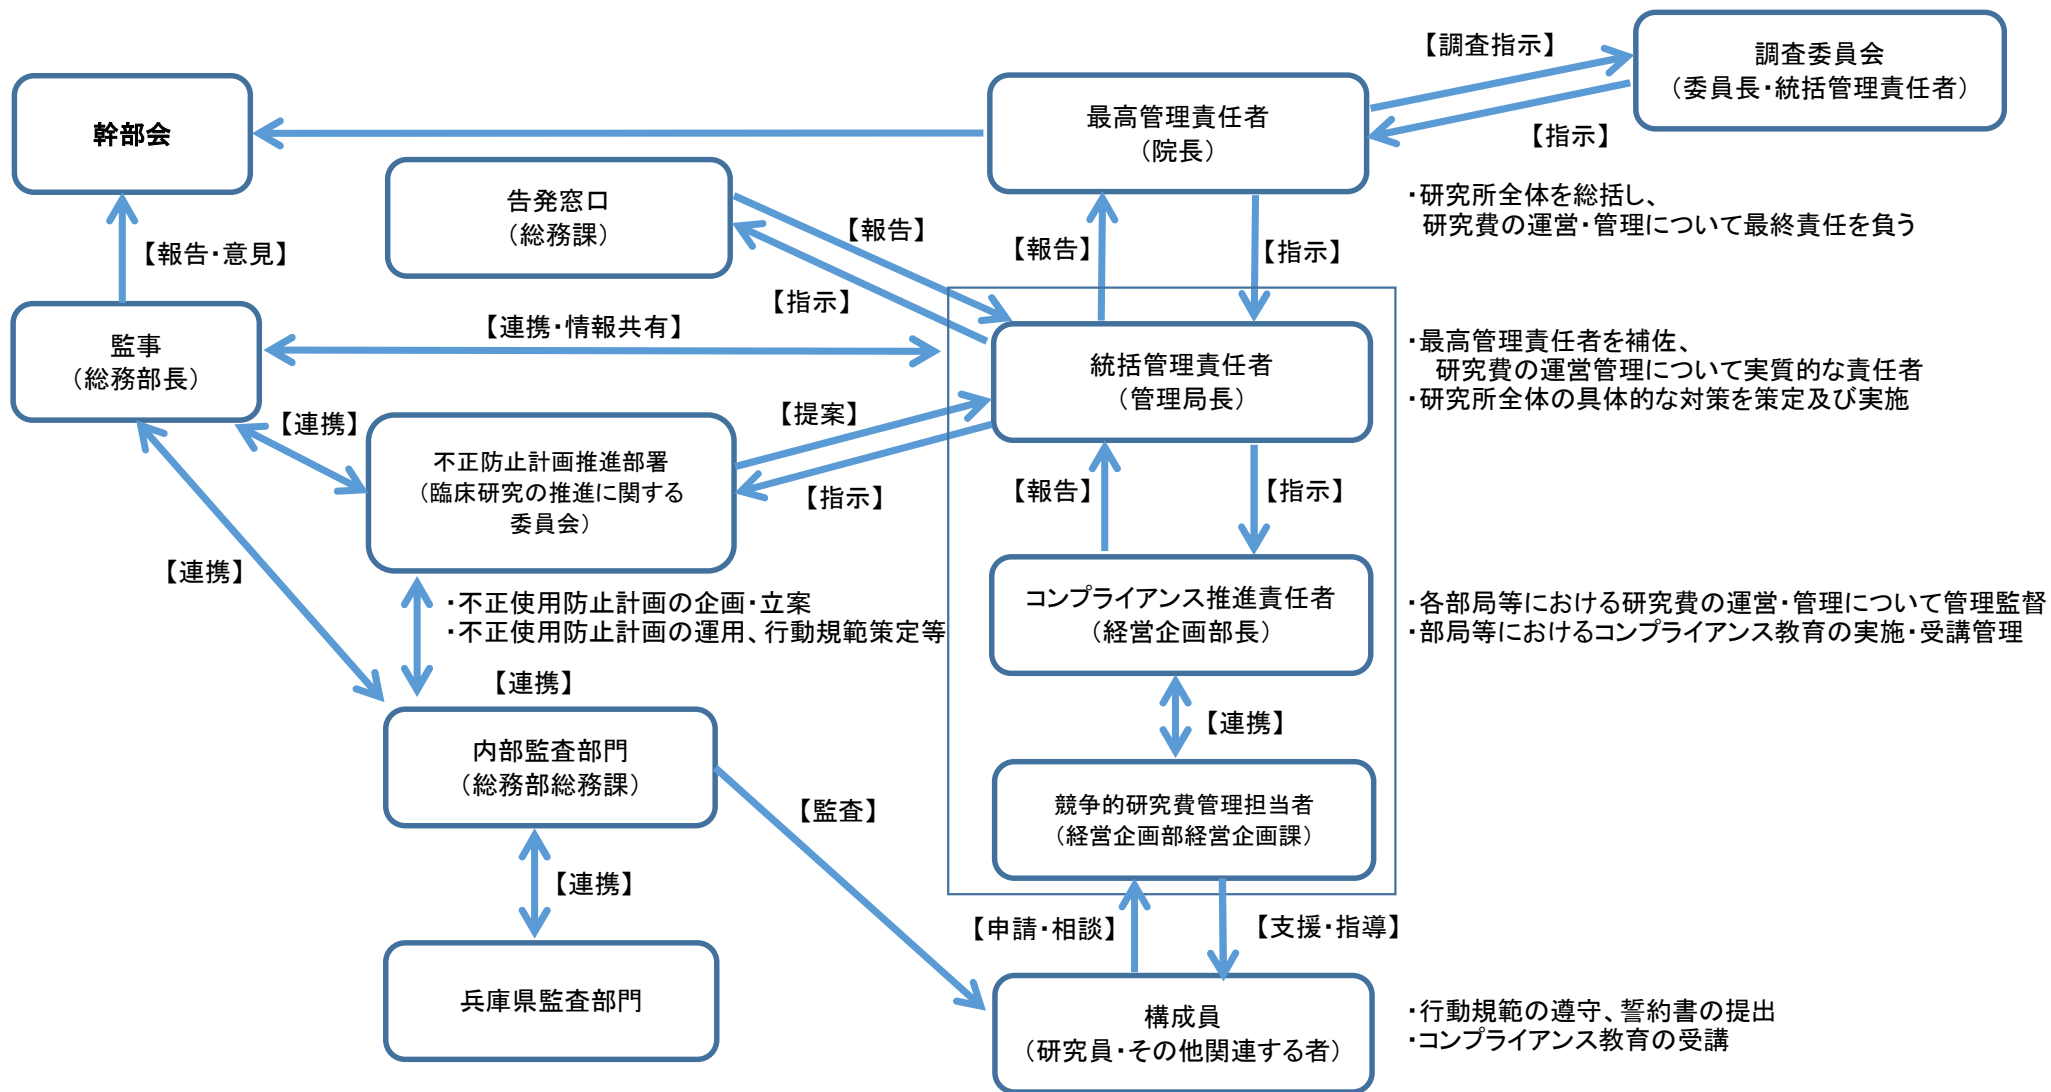 【調査指示】
調査委員会
（委員長・統括管理責任者）
【指示】
幹部会
最高管理責任者
（院長）
・研究所全体を総括し、
研究費の運営・管理について最終責任を負う
告発窓口
（総務課）
【報告】
【指示】
【報告】
【指示】
【報告・意見】
【連携・情報共有】
監事
（総務部長）
統括管理責任者
（管理局長）
・最高管理責任者を補佐、
研究費の運営管理について実質的な責任者
・研究所全体の具体的な対策を策定及び実施
【連携】
【提案】
【指示】
不正防止計画推進部署
（臨床研究の推進に関する
委員会）
【報告】
【指示】
【連携】
・不正使用防止計画の企画・立案
・不正使用防止計画の運用、行動規範策定等
コンプライアンス推進責任者
（経営企画部長）
・各部局等における研究費の運営・管理について管理監督
・部局等におけるコンプライアンス教育の実施・受講管理
【連携】
【連携】
内部監査部門
（総務部総務課）
【監査】
競争的研究費管理担当者
（経営企画部経営企画課）
【連携】
【申請・相談】
【支援・指導】
兵庫県監査部門
構成員
（研究員・その他関連する者）
・行動規範の遵守、誓約書の提出
・コンプライアンス教育の受講